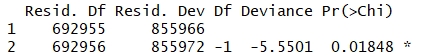 Resid. Df Resid. Dev Df Deviance Pr(>Chi)
1 692955 855966
2 692956 855972 -1 -5.5501 0.01848 *